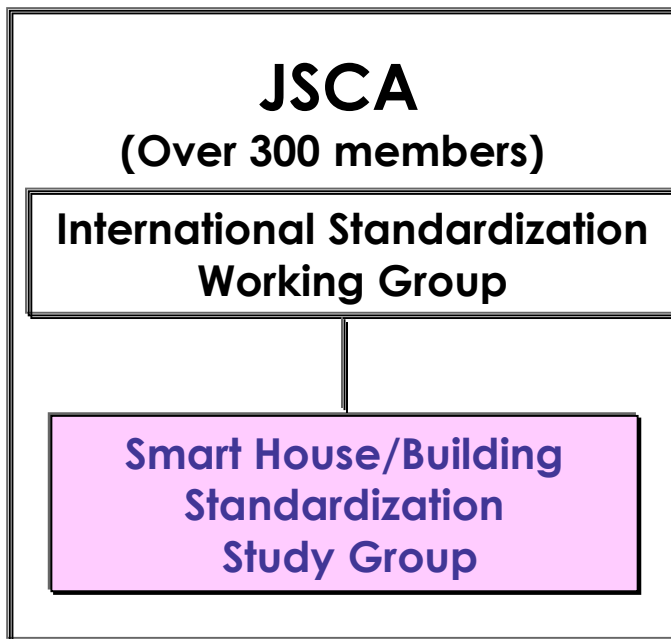 JSCA
(Over 300 members)
International Standardization
Working Group
Smart House/Building
Standardization
Study Group